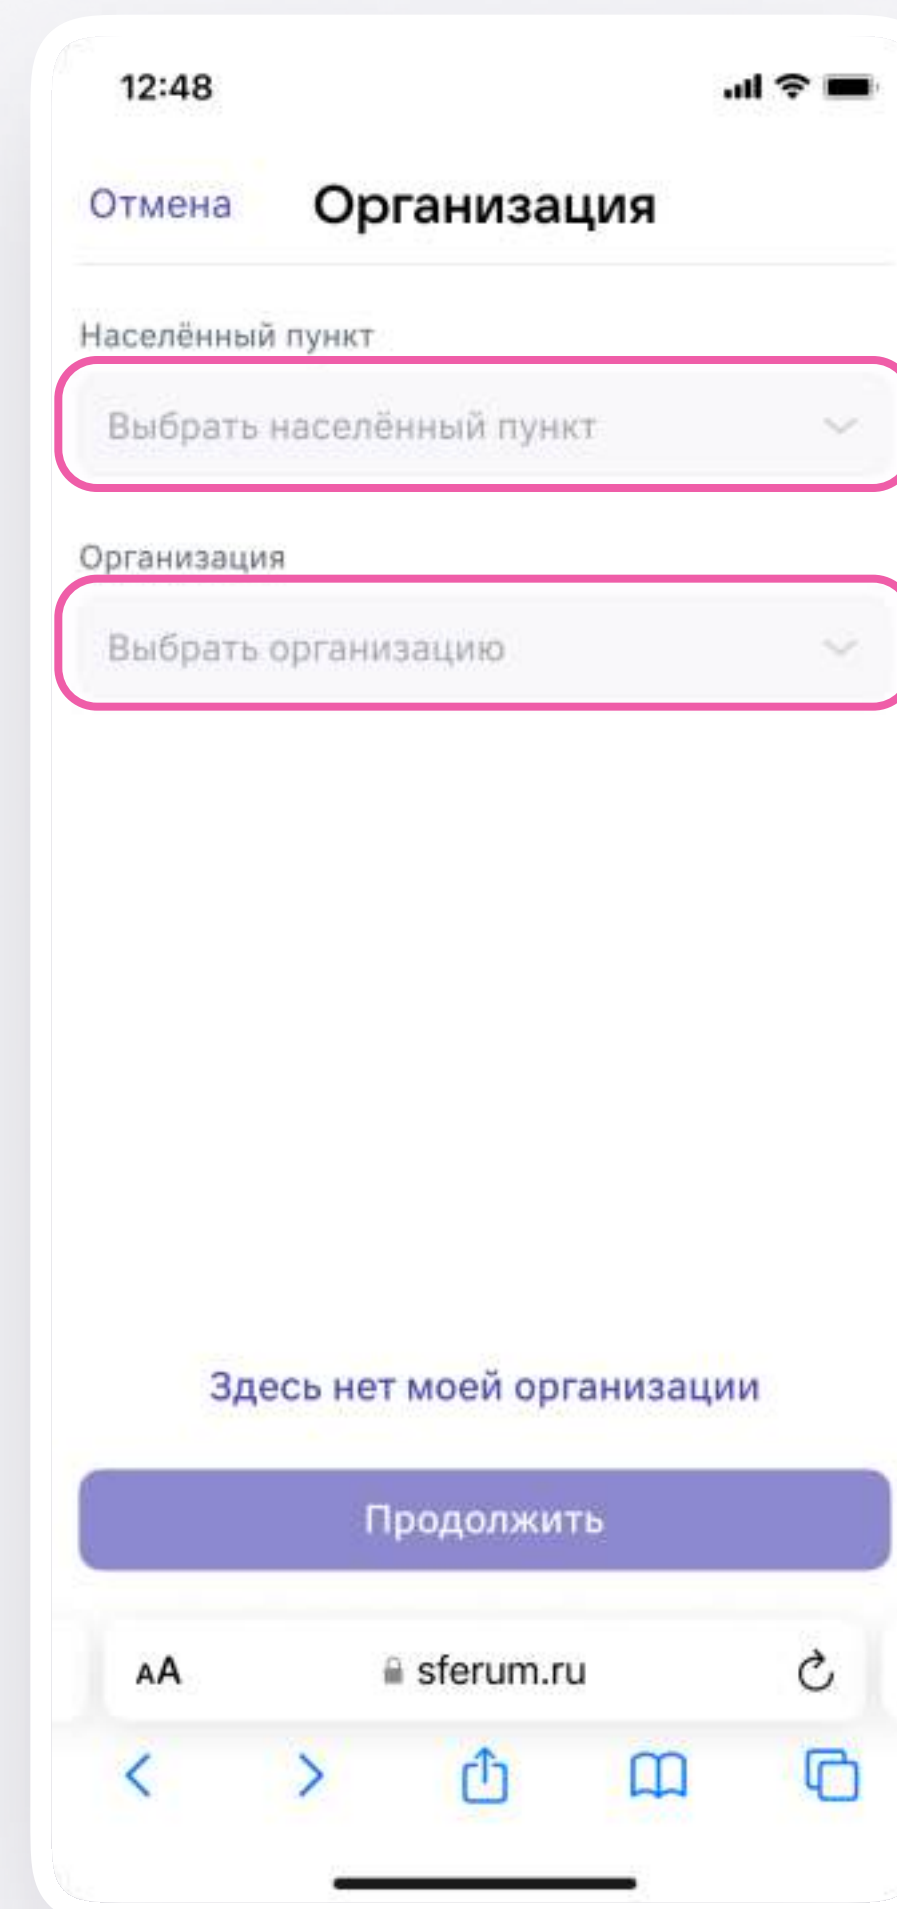 12:48
Отмена Организация
Населённый пункт
Выбрать населённый пункт
Организация
Выбрать организацию
Здесь нет моей организации
Продолжить
AA sferum.ru